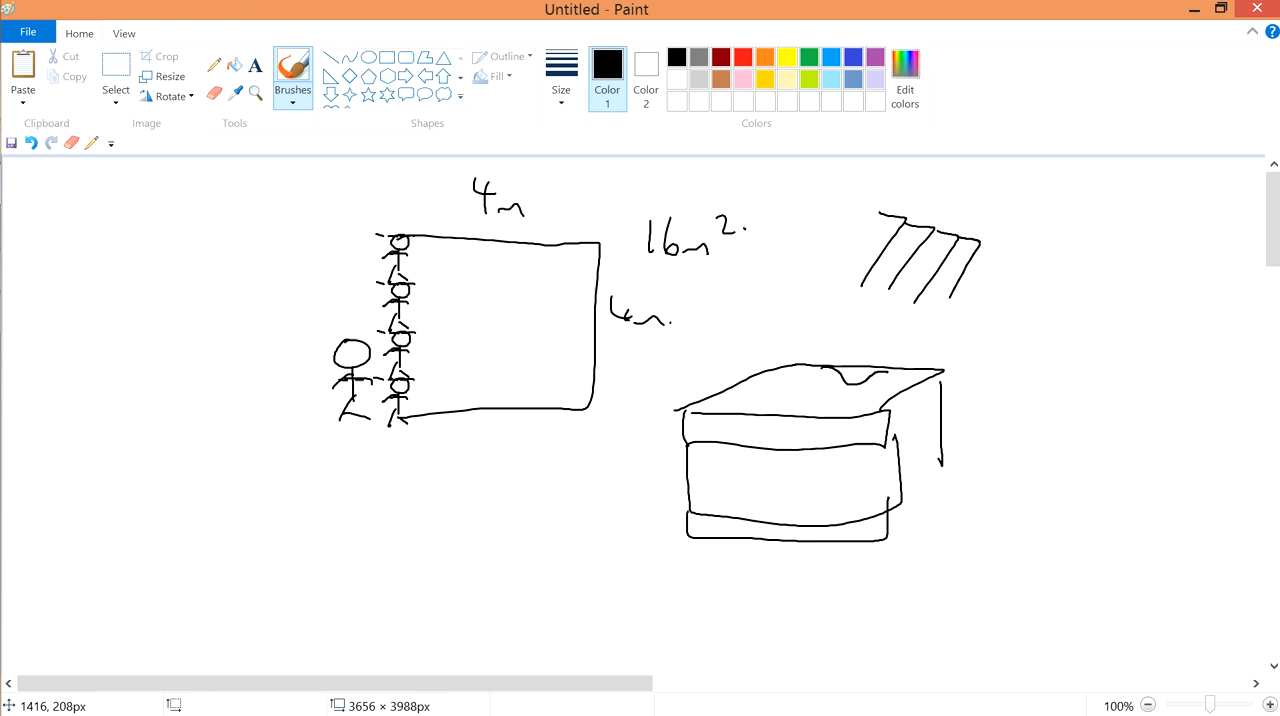 Untitled - Paint
File
Home
View
Paste
Cut
Copy
Clipboard
Select
Crop
Resize
Rotate
Image
A
Tools
Brushes
Outline
Fill
Shapes
Size
Color 1
Color 2
Edit colors
Colors
4m
16m².
4m.
1416, 208px
3656 × 3988px
100%